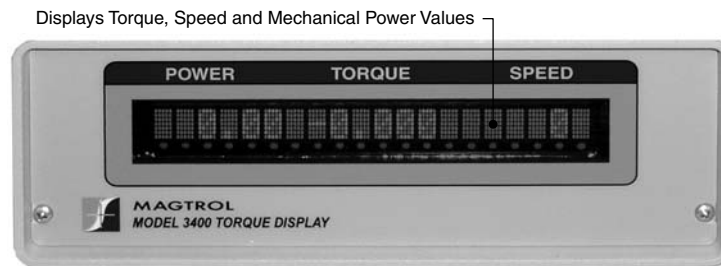 Displays Torque, Speed and Mechanical Power Values
POWER TORQUE SPEED
MAGTROL
MODEL 3400 TORQUE DISPLAY